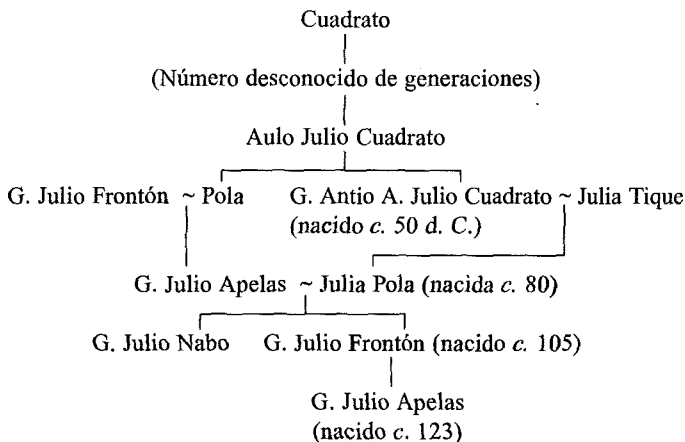 Cuadrato
(Número desconocido de generaciones)
Aulo Julio Cuadrato
G. Julio Frontón ~ Pola G. Antio A. Julio Cuadrato ~ Julia Tique
(nacido c. 50 d. C.)
G. Julio Apelas ~ Julia Pola (nacida c. 80)
G. Julio Nabo G. Julio Frontón (nacido c. 105)
G. Julio Apelas
(nacido c. 123)